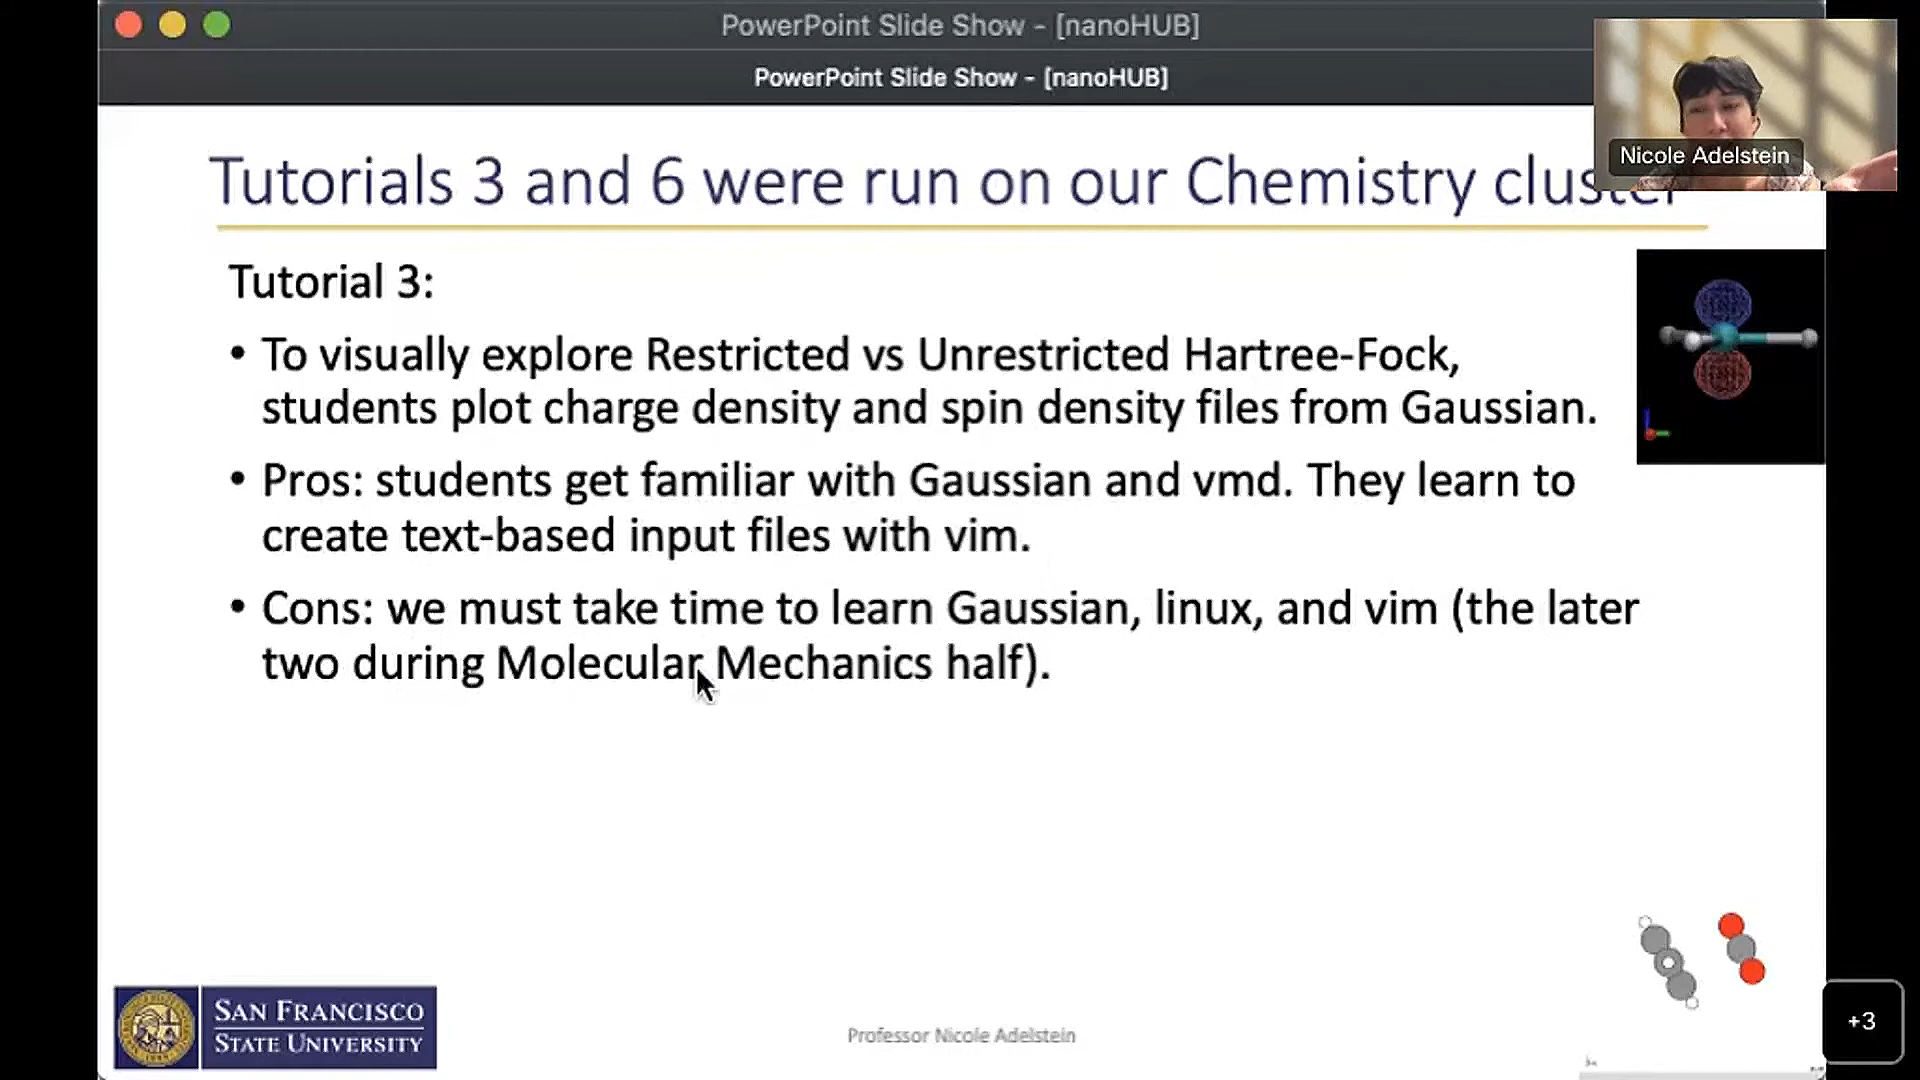 PowerPoint Slide Show - [nanoHUB]
PowerPoint Slide Show - [nanoHUB]
Nicole Adelstein
Tutorials 3 and 6 were run on our Chemistry cluster
Tutorial 3:
• To visually explore Restricted vs Unrestricted Hartree-Fock,
students plot charge density and spin density files from Gaussian.
• Pros: students get familiar with Gaussian and vmd. They learn to
create text-based input files with vim.
• Cons: we must take time to learn Gaussian, linux, and vim (the later
two during Molecular Mechanics half).
SAN FRANCISCO
STATE UNIVERSITY
Professor Nicole Adelstein
+3